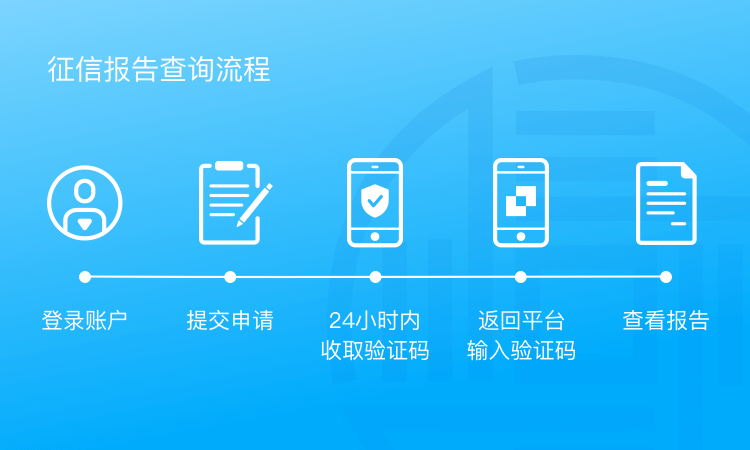 征信报告查询流程
登录账户
提交申请
24小时内
收取验证码
返回平台
输入验证码
查看报告